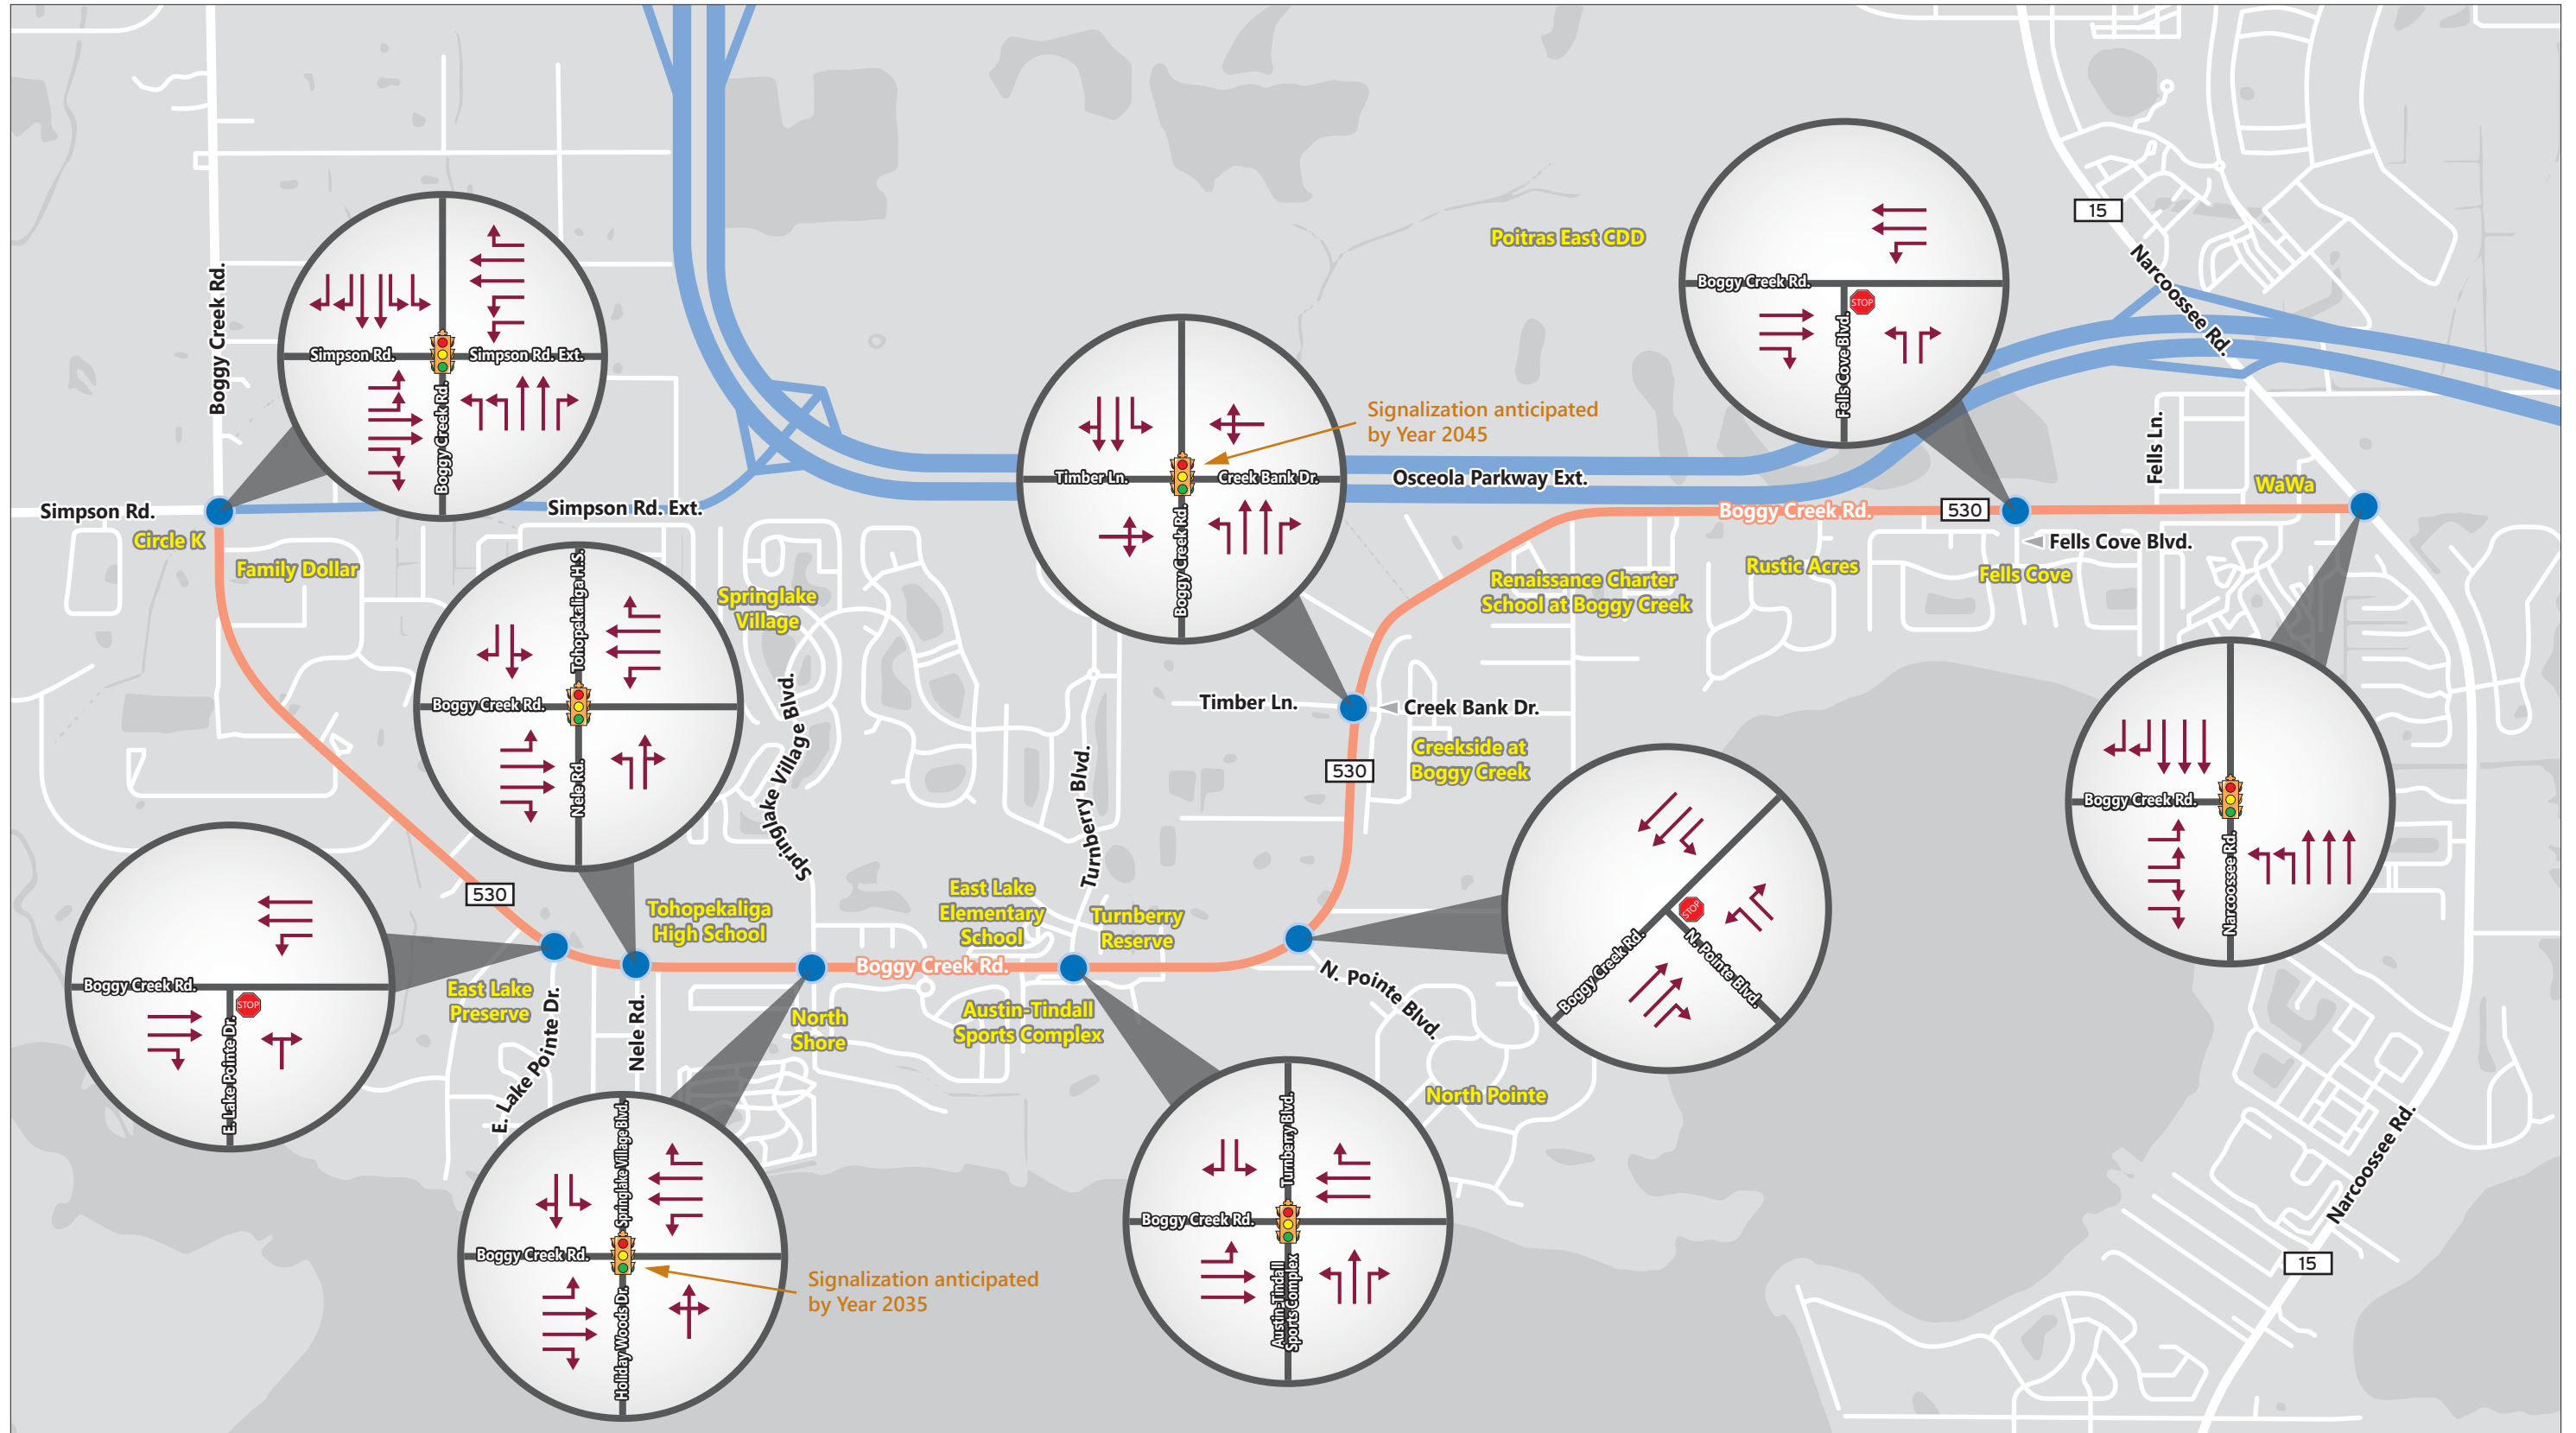 15
Poitras East CDD
Narcoossee Rd.
Boggy Creek Rd.
Fells Cove Blvd.
STOP
Boggy Creek Rd.
Simpson Rd.
Simpson Rd. Ext.
Boggy Creek Rd.
Signalization anticipated
by Year 2045
Timber Ln.
Creek Bank Dr.
Boggy Creek Rd.
Osceola Parkway Ext.
Fells Ln.
WaWa
Simpson Rd.
Simpson Rd. Ext.
Boggy Creek Rd.
530
Circle K
Family Dollar
Fells Cove Blvd.
Rustic Acres
Fells Cove
Renaissance Charter
School at Boggy Creek
Springlake
Village
Tohopekaliga H.S.
Boggy Creek Rd.
Nele Rd.
Springlake Village Blvd.
Timber Ln.
Creek Bank Dr.
Creekside at
Boggy Creek
530
Turnberry Blvd.
Boggy Creek Rd.
Narcoossee Rd.
530
Tohopekaliga
High School
East Lake
Elementary
School
Turnberry
Reserve
STOP
Boggy Creek Rd.
N. Pointe Blvd.
Boggy Creek Rd.
N. Pointe Blvd.
Boggy Creek Rd.
STOP
E. Lake Pointe Dr.
East Lake
Preserve
E. Lake Pointe Dr.
Nele Rd.
North
Shore
Austin-Tindall
Sports Complex
North Pointe
Springlake Village Blvd.
Boggy Creek Rd.
Holiday Woods Dr.
Signalization anticipated
by Year 2035
Turnberry Blvd.
Boggy Creek Rd.
Austin-Tindall
Sports Complex
Narcoossee Rd.
15